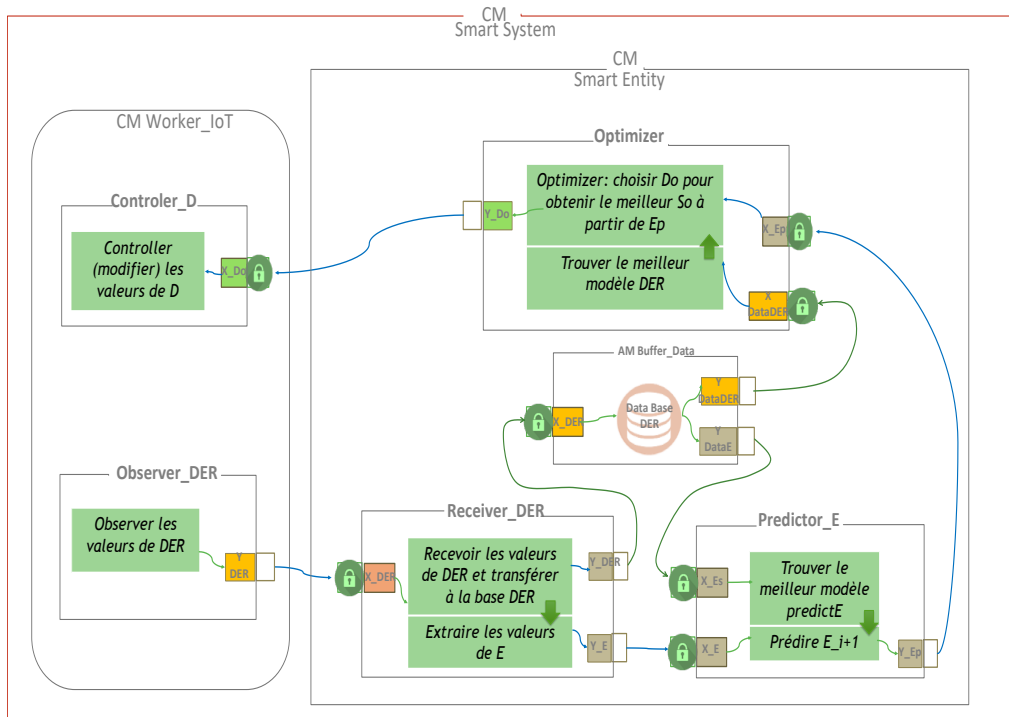 CM
Smart System
CM
Smart Entity
CM Worker_IoT
Optimizer
Optimizer: choisir Do pour
obtenir le meilleur So à
partir de Ep
Trouver le meilleur
modèle DER
Y_Do
X_Ep
X
DataDER
Controler_D
Controller
(modifier) les
valeurs de D
X_Do
AM Buffer_Data
X_DER
Data Base
DER
Y
DataDER
Y
DataE
Observer_DER
Observer les
valeurs de DER
Y
DER
Receiver_DER
X_DER
Recevoir les valeurs
de DER et transférer
à la base DER
Extraire les valeurs
de E
Y_DER
Y_E
Predictor_E
X_Es
X_E
Trouver le
meilleur modèle
predictE
Prédire E_i+1
Y_Ep